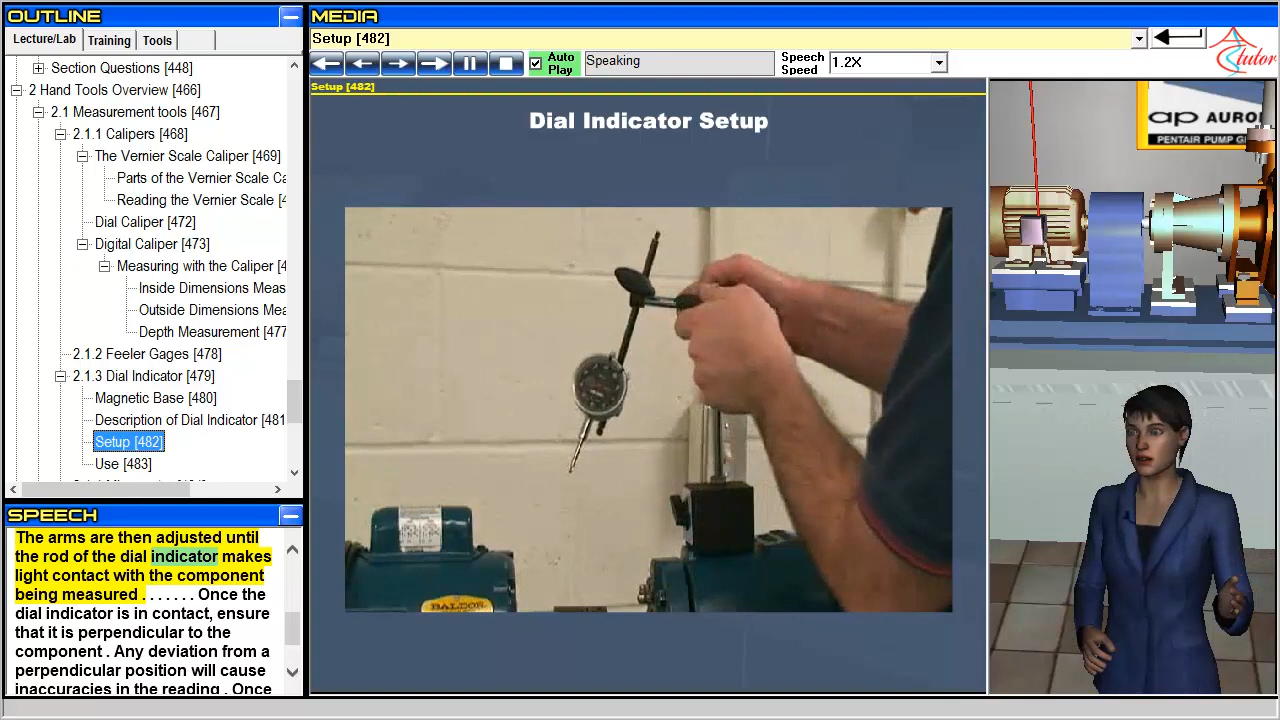 OUTLINE
Lecture/Lab Training Tools
Section Questions [448]
2 Hand Tools Overview [466]
2.1 Measurement tools [467]
2.1.1 Calipers [468]
The Vernier Scale Caliper [469]
Parts of the Vernier Scale Ca
Reading the Vernier Scale [4
Dial Caliper [472]
Digital Caliper [473]
Measuring with the Caliper [4
Inside Dimensions Meas
Outside Dimensions Mea
Depth Measurement [477
2.1.2 Feeler Gages [478]
2.1.3 Dial Indicator [479]
Magnetic Base [480]
Description of Dial Indicator [481
Setup [482]
Use [483]
SPEECH
The arms are then adjusted until
the rod of the dial indicator makes
light contact with the component
being measured . . . . . . . Once the
dial indicator is in contact, ensure
that it is perpendicular to the
component . Any deviation from a
perpendicular position will cause
inaccuracies in the reading . Once
MEDIA
Setup [482]
Auto
Play
Speaking
Speech
Speed
1.2X
tutor
Setup [482]
Dial Indicator Setup
BALDOR
ap AURO
PENTAIR PUMP G